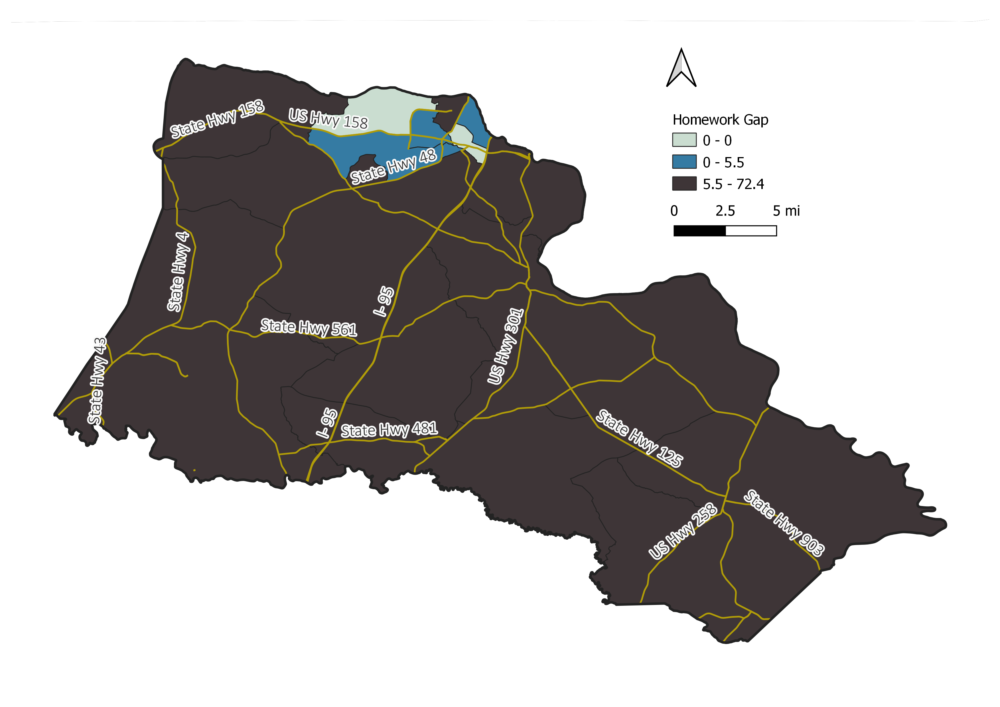 State Hwy 158
US Hwy 158
Homework Gap
0 - 0
0 - 5.5
5.5 - 72.4
0 2.5 5 mi
State Hwy 48
State Hwy 4
I- 95
State Hwy 561
US Hwy 301
State Hwy 43
I- 95
State Hwy 481
State Hwy 125
US Hwy 258
State Hwy 903